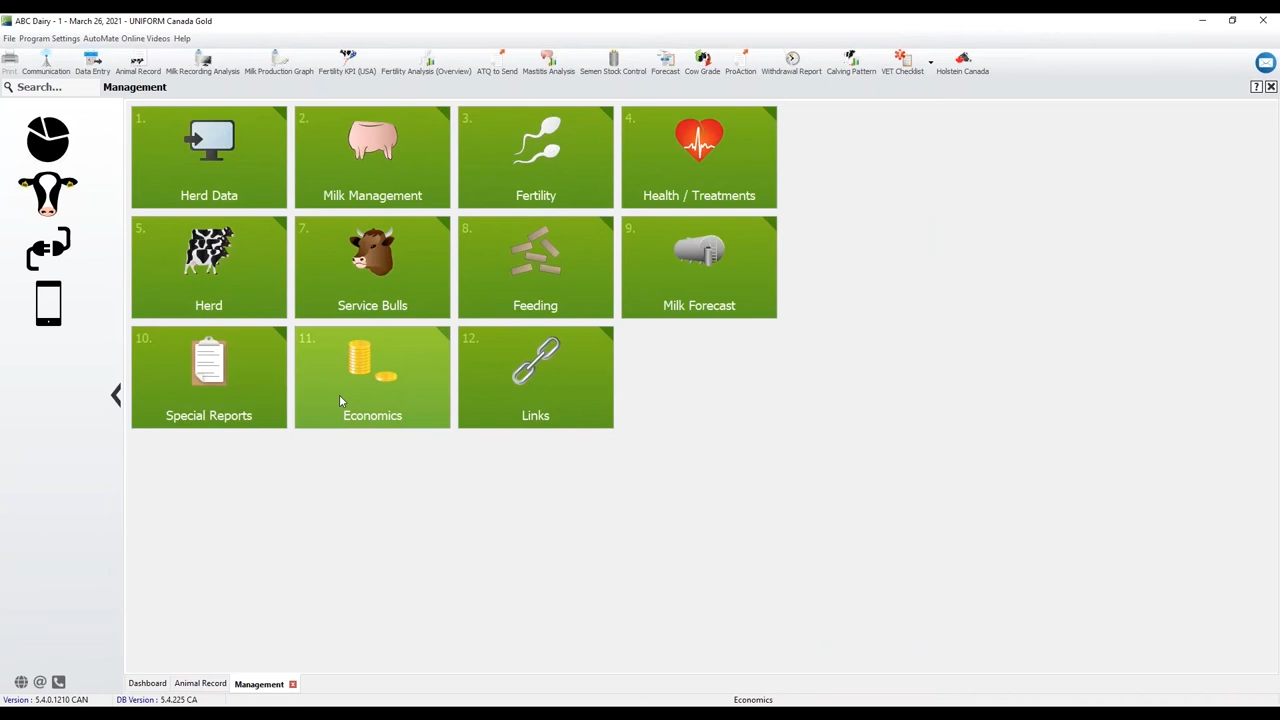 ABC Dairy - 1 - March 26, 2021 - UNIFORM Canada Gold
File Program Settings AutoMate Online Videos Help
Print Communication Data Entry Animal Record Milk Recording Analysis Milk Production Graph Fertility KPI (USA) Fertility Analysis (Overview) ATQ to Send Mastitis Analysis Semen Stock Control Forecast Cow Grade ProAction Withdrawal Report Calving Pattern VET Checklist Holstein Canada
Search... Management ?
1. 2. 3. 4.
Herd Data Milk Management Fertility Health / Treatments
5. 7. 8. 9.
Herd Service Bulls Feeding Milk Forecast
10. 11. 12.
Special Reports Economics Links
@
Dashboard Animal Record Management
Version : 5.4.0.1210 CAN DB Version : 5.4.225 CA Economics